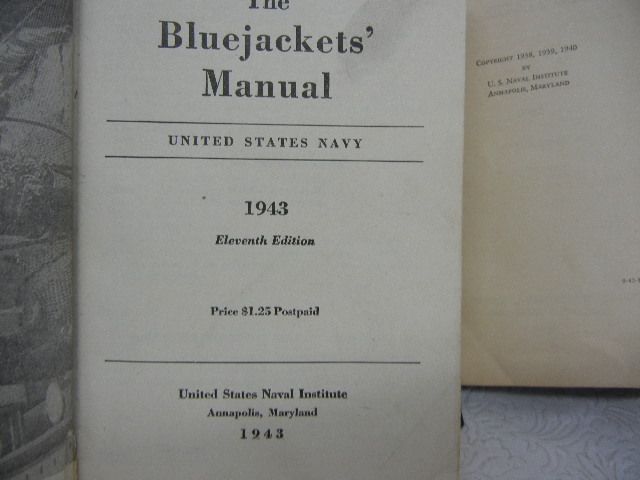 The
Bluejackets'
Manual
UNITED STATES NAVY
1943
Eleventh Edition
Price $1.25 Postpaid
United States Naval Institute
Annapolis, Maryland
1943
COPYRIGHT 1938, 1939, 1940
BY
U. S. NAVAL INSTITUTE
ANNAPOLIS, MARYLAND